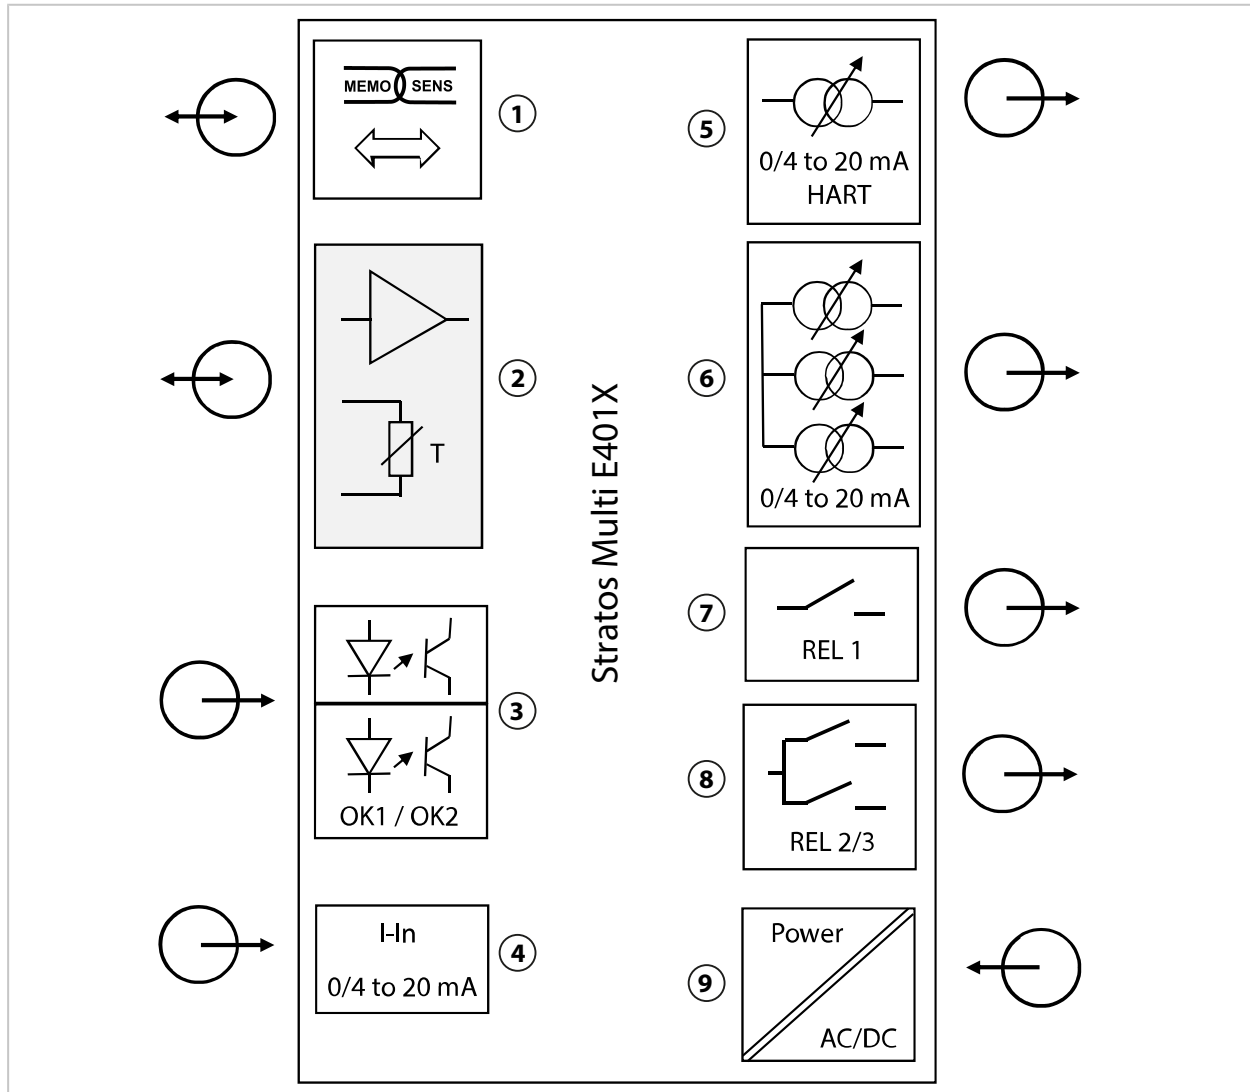 MEMO SENS
1
2
T
3
OK1 / OK2
I-In
4
0/4 to 20 mA
Stratos Multi E401X
5
0/4 to 20 mA
HART
6
0/4 to 20 mA
7
REL 1
8
REL 2/3
Power
9
AC/DC